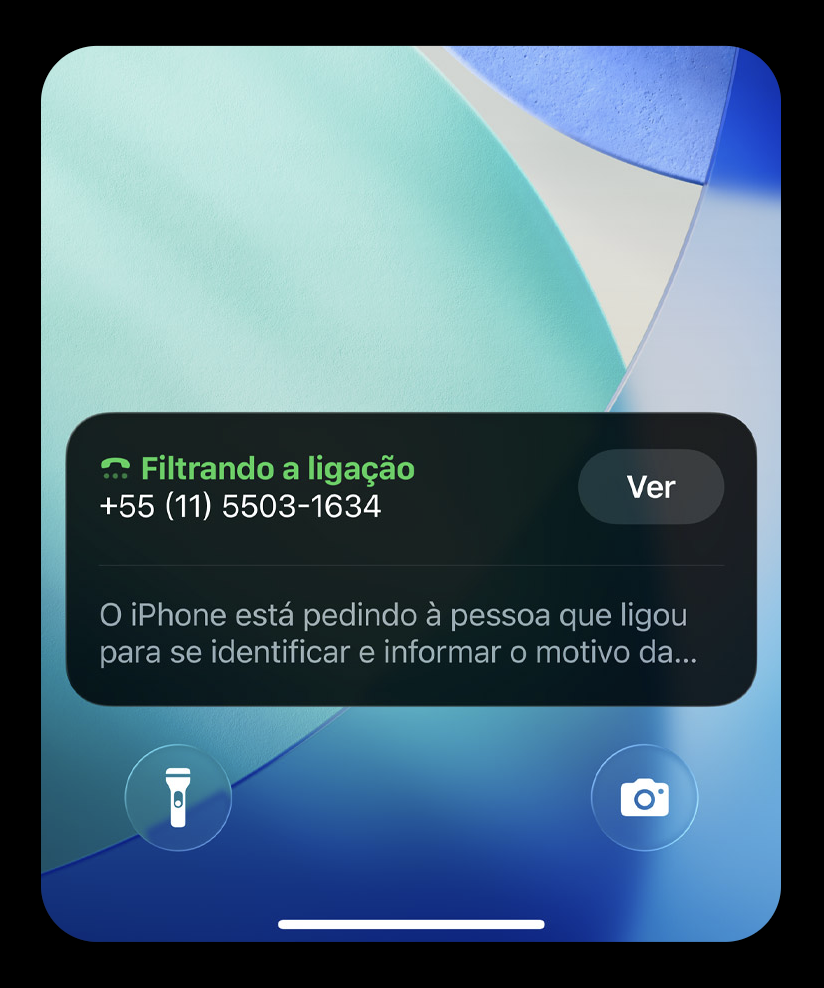 Filtrando a ligação
+55 (11) 5503-1634
Ver
O iPhone está pedindo à pessoa que ligou
para se identificar e informar o motivo da...